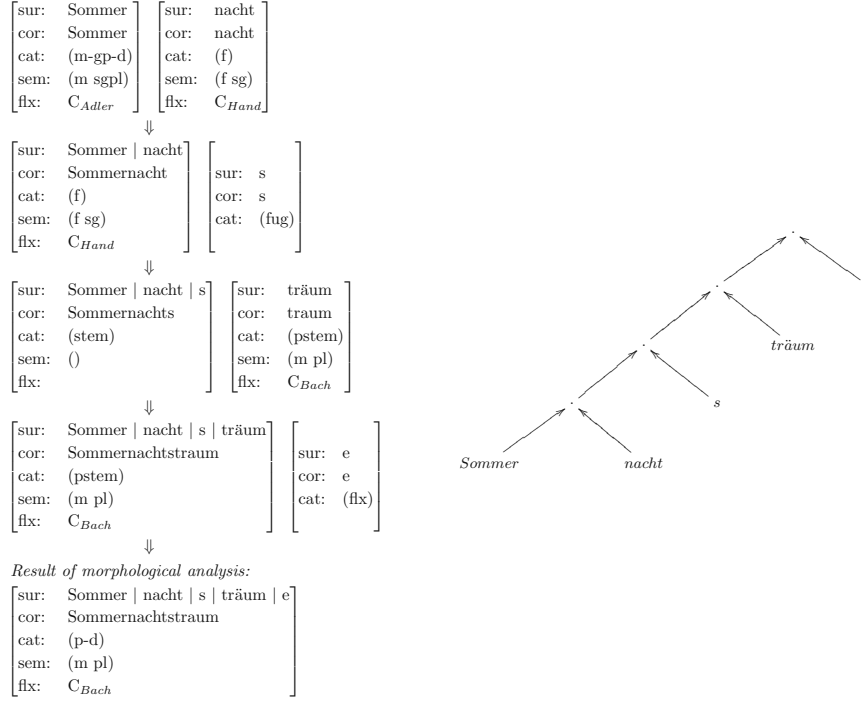 sur: Sommer sur: nacht
cor: Sommer cor: nacht
cat: (m-gp-d) cat: (f)
sem: (m sgpl) sem: (f sg)
flx: C_Adler flx: C_Hand
⇓
sur: Sommer | nacht
cor: Sommernacht sur: s
cat: (f) cor: s
sem: (f sg) cat: (fug)
flx: C_Hand
⇓
sur: Sommer | nacht | s sur: träum
cor: Sommernachts cor: traum
cat: (stem) cat: (pstem)
sem: () sem: (m pl)
flx: flx: C_Bach
⇓
sur: Sommer | nacht | s | träum
cor: Sommernachtstraum sur: e
cat: (pstem) cor: e
sem: (m pl) cat: (flx)
flx: C_Bach
⇓
Result of morphological analysis:
sur: Sommer | nacht | s | träum | e
cor: Sommernachtstraum
cat: (p-d)
sem: (m pl)
flx: C_Bach
träum
s
Sommer nacht